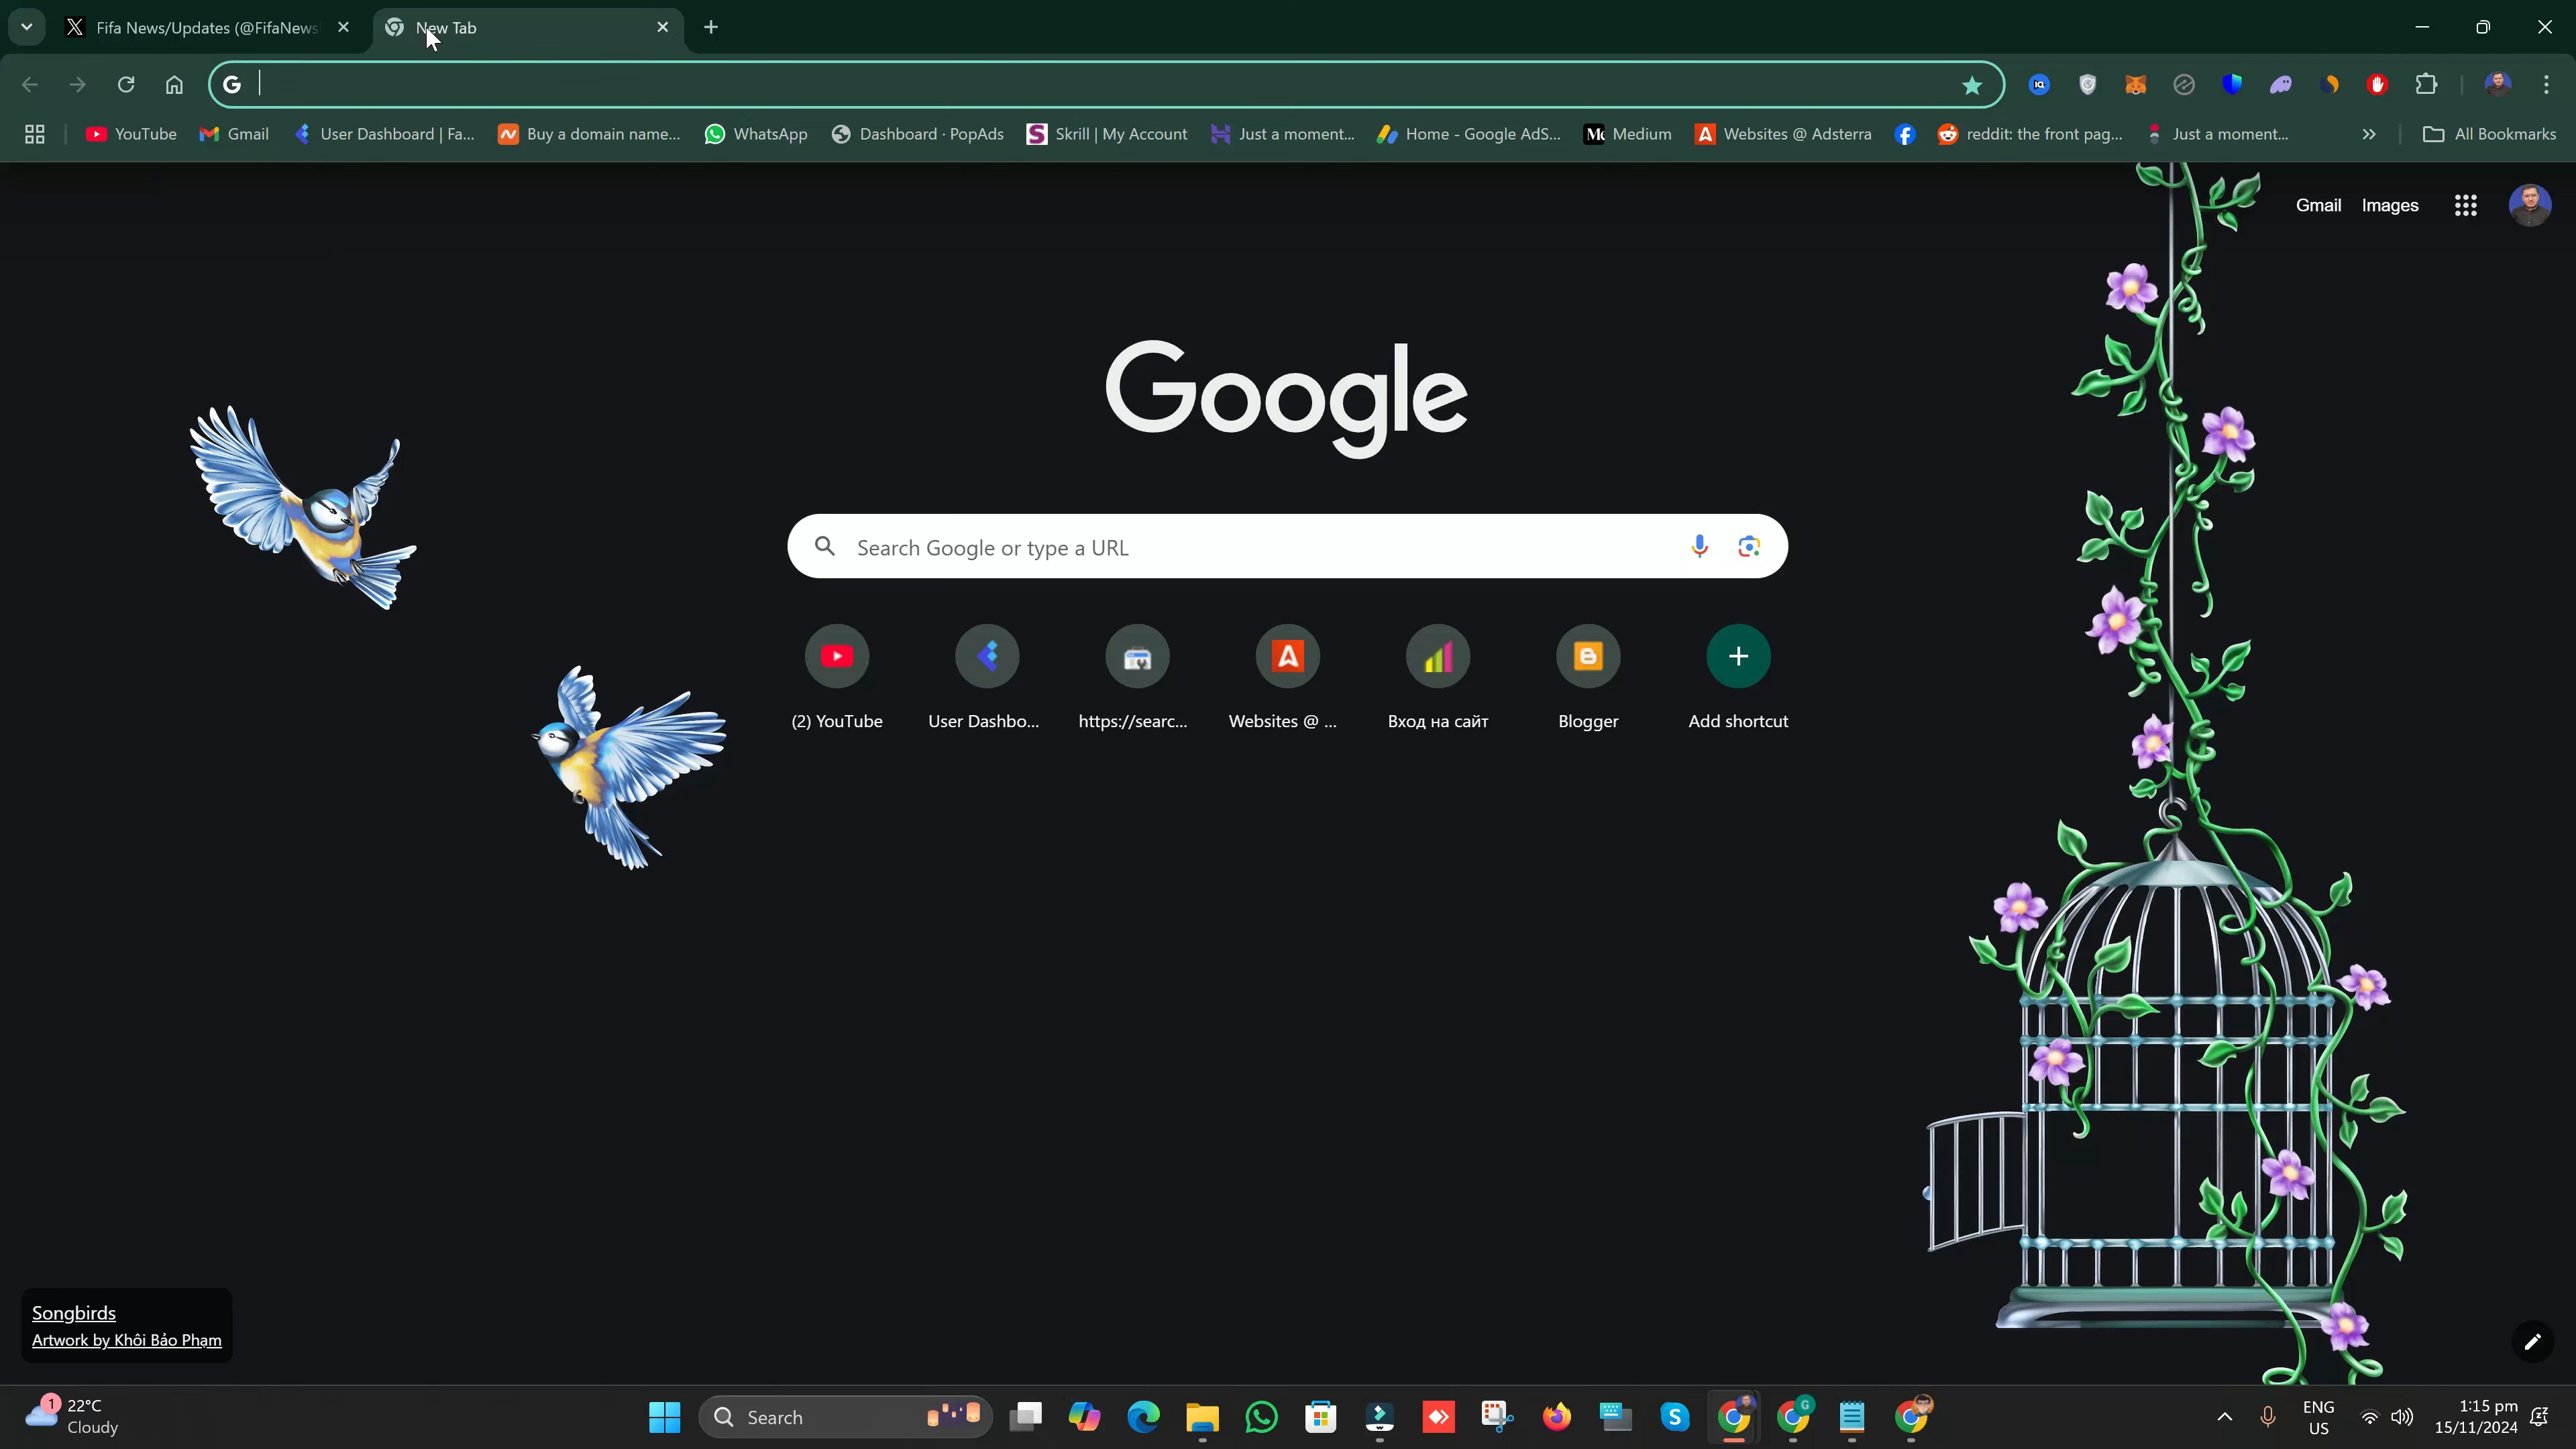 Fifa News/Updates (@FifaNews
New Tab
YouTube
Gmail
User Dashboard | Fa...
Buy a domain name...
WhatsApp
Dashboard · PopAds
Skrill | My Account
Just a moment...
Home - Google AdS...
Medium
Websites @ Adsterra
reddit: the front pag...
Just a moment...
All Bookmarks
Gmail
Images
Google
Search Google or type a URL
(2) YouTube
User Dashbo...
https://searc...
Websites @ ...
Вход на сайт
Blogger
Add shortcut
Songbirds
Artwork by Khôi Bảo Phạm
1
22°C
Cloudy
Search
ENG
US
1:15 pm
15/11/2024